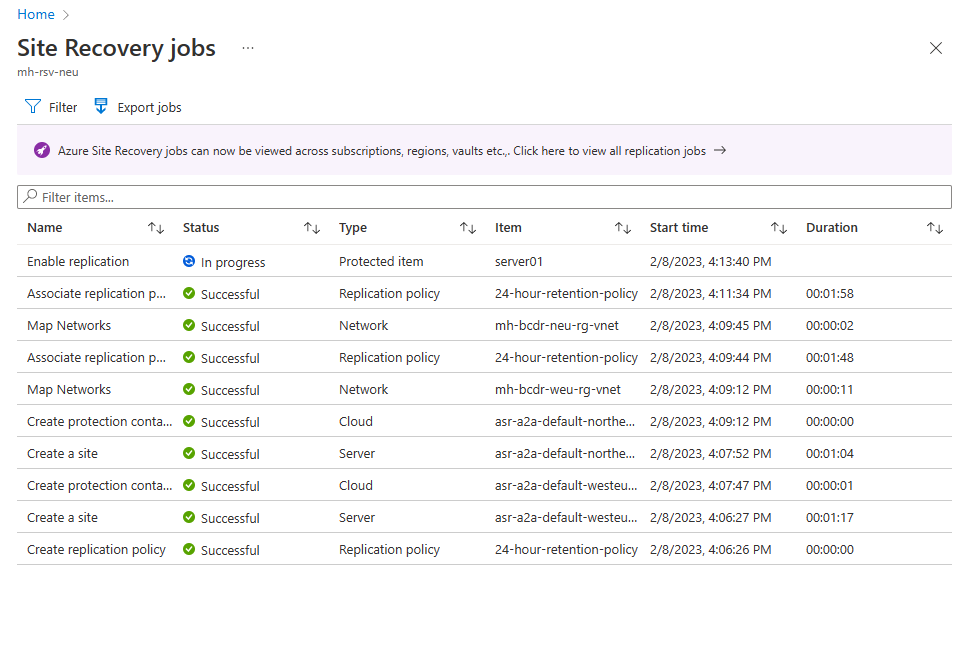 Home
Site Recovery jobs ...
mh-rsv-neu
Filter Export jobs
Azure Site Recovery jobs can now be viewed across subscriptions, regions, vaults etc.,. Click here to view all replication jobs →
Filter items...
Name Status Type Item Start time Duration
Enable replication In progress Protected item server01 2/8/2023, 4:13:40 PM
Associate replication p... Successful Replication policy 24-hour-retention-policy 2/8/2023, 4:11:34 PM 00:01:58
Map Networks Successful Network mh-bcdr-neu-rg-vnet 2/8/2023, 4:09:45 PM 00:00:02
Associate replication p... Successful Replication policy 24-hour-retention-policy 2/8/2023, 4:09:44 PM 00:01:48
Map Networks Successful Network mh-bcdr-weu-rg-vnet 2/8/2023, 4:09:12 PM 00:00:11
Create protection conta... Successful Cloud asr-a2a-default-northe... 2/8/2023, 4:09:12 PM 00:00:00
Create a site Successful Server asr-a2a-default-northe... 2/8/2023, 4:07:52 PM 00:01:04
Create protection conta... Successful Cloud asr-a2a-default-westeu... 2/8/2023, 4:07:47 PM 00:00:01
Create a site Successful Server asr-a2a-default-westeu... 2/8/2023, 4:06:27 PM 00:01:17
Create replication policy Successful Replication policy 24-hour-retention-policy 2/8/2023, 4:06:26 PM 00:00:00